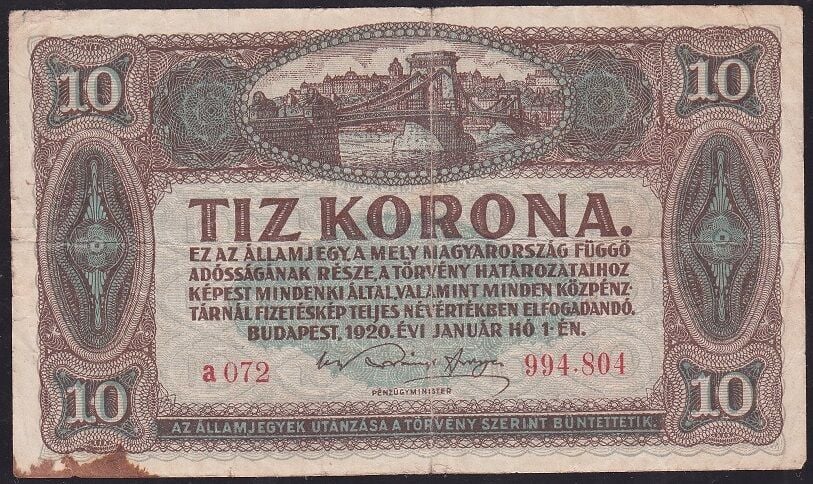 10 10
TIZ KORONA.
EZ AZ ÁLLAMJEGY, A MELY MAGYARORSZÁG FÜGGŐ
ADÓSSÁGÁNAK RÉSZE, A TÖRVÉNY HATÁROZATAIHOZ
KÉPEST MINDENKI ÁLTAL, VALAMINT MINDEN KÖZPÉNZ-
TÁRNÁL FIZETÉSKÉP TELJES NÉVÉRTÉKBEN ELFOGADANDÓ.
BUDAPEST, 1920. ÉVI JANUÁR HÓ 1-ÉN.
a 072 994.804
PÉNZÜGYMINISTER
10 10
AZ ÁLLAMJEGYEK UTÁNZÁSA A TÖRVÉNY SZERINT BÜNTETTETIK.